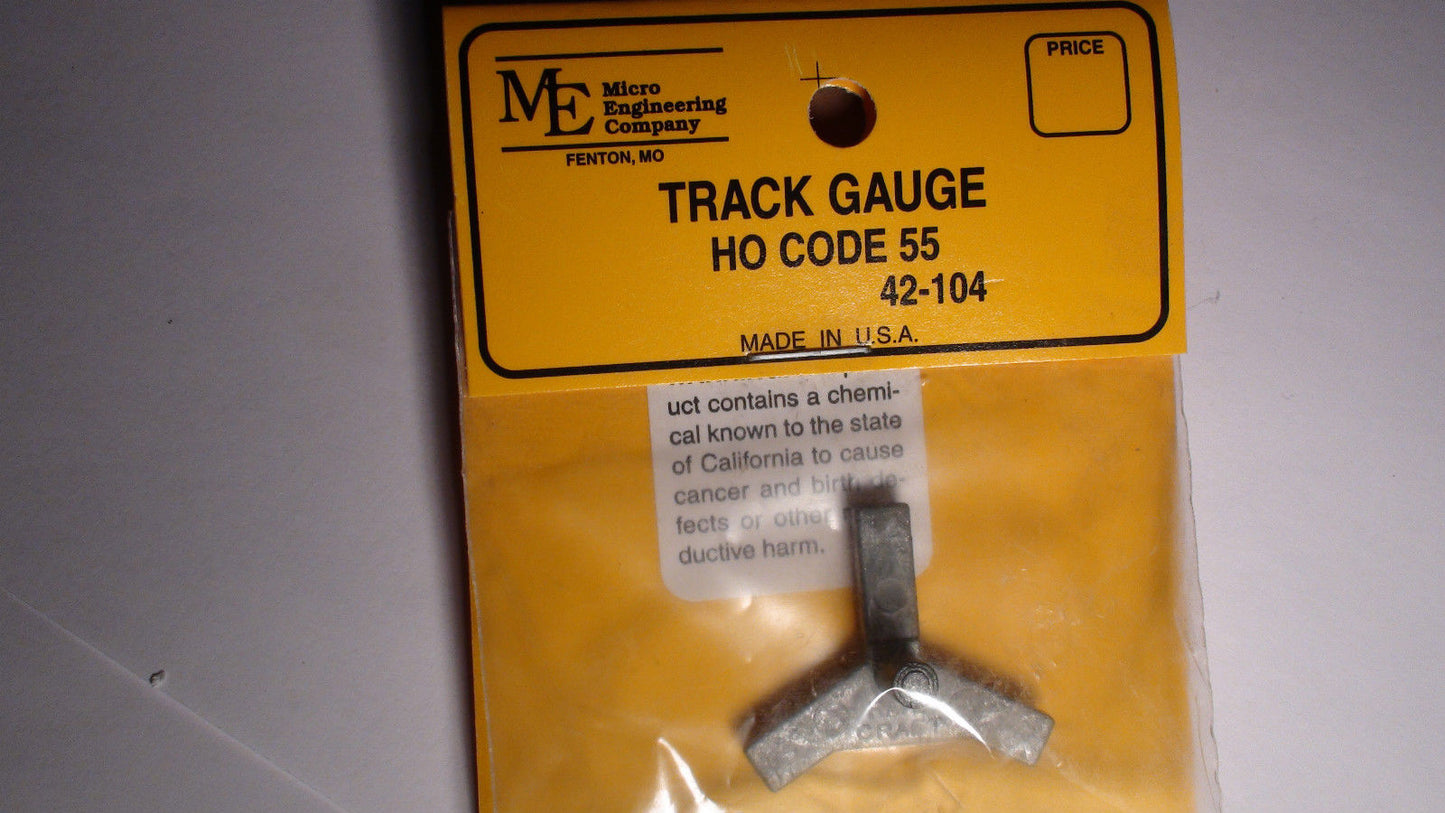 ME Micro
Engineering
Company
FENTON, MO
PRICE
TRACK GAUGE
HO CODE 55
42-104
MADE IN U.S.A.
uct contains a chemi-
cal known to the state
of California to cause
cancer and birth de-
fects or other
ductive harm.